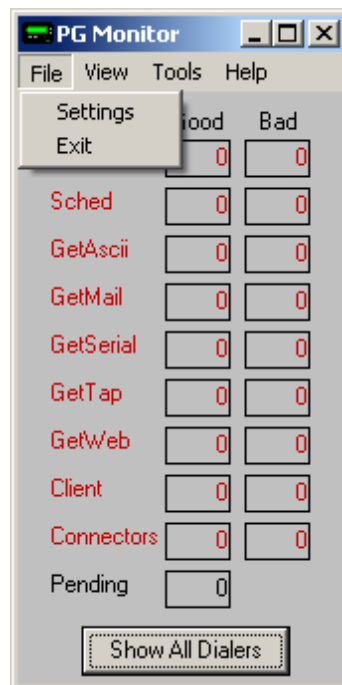 PG Monitor
File View Tools Help
Settings
Exit
Good Bad
0 0
Sched 0 0
GetAscii 0 0
GetMail 0 0
GetSerial 0 0
GetTap 0 0
GetWeb 0 0
Client 0 0
Connectors 0 0
Pending 0
Show All Dialers